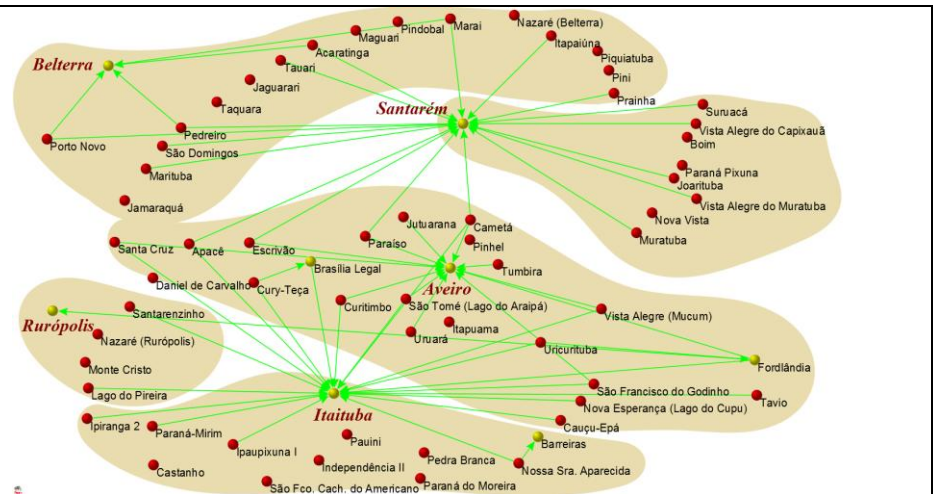 Nazaré (Belterra)
Marai
Pindobal
Maguari
Itapaiúna
Acaratinga
Piquiatuba
Belterra
Tauari
Pini
Jaguarari
Prainha
Taquara
Santarém
Suruacá
Pedreiro
Vista Alegre do Capixauã
Porto Novo
Boim
São Domingos
Paraná Pixuna
Marituba
Joarituba
Jamaraquá
Vista Alegre do Muratuba
Nova Vista
Jutuarana
Cametá
Muratuba
Santa Cruz
Apacê
Escrivão
Paraíso
Pinhel
Brasília Legal
Tumbira
Daniel de Carvalho
Cury-Teça
Aveiro
Curitimbo
São Tomé (Lago do Araipá)
Santarenzinho
Vista Alegre (Mucum)
Rurópolis
Itapuama
Uruará
Nazaré (Rurópolis)
Uricurituba
Monte Cristo
Fordlândia
Lago do Pireira
São Francisco do Godinho
Itaituba
Nova Esperança (Lago do Cupu)
Tavio
Ipiranga 2
Cauçu-Epá
Paraná-Mirim
Pauini
Barreiras
Ipaupixuna I
Pedra Branca
Castanho
Independência II
Nossa Sra. Aparecida
São Fco. Cach. do Americano
Paraná do Moreira